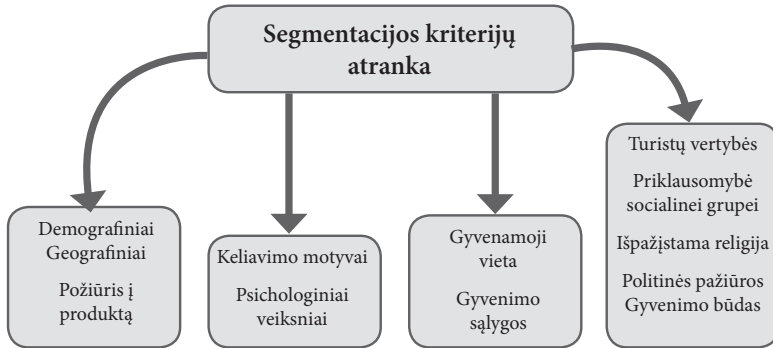 Segmentacijos kriterijų
atranka
Demografiniai
Geografiniai
Požiūris į
produktą
Keliavimo motyvai
Psichologiniai
veiksniai
Gyvenamoji
vieta
Gyvenimo
sąlygos
Turistų vertybės
Priklausomybė
socialinei grupei
Išpažįstama religija
Politinės pažiūros
Gyvenimo būdas